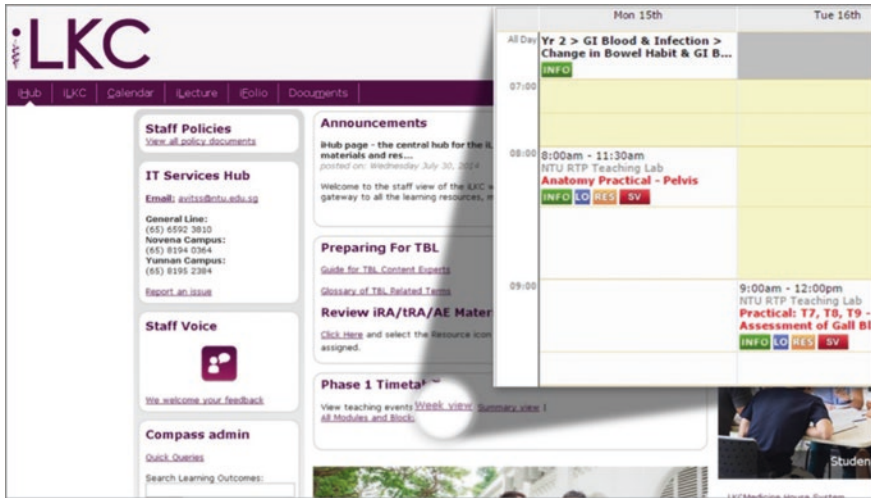 iLKC
iHub
iLKC
Calendar
iLecture
iFolio
Documents
Staff Policies
View all policy documents
IT Services Hub
Email: avitss@ntu.edu.sg
General Line:
(65) 6592 3810
Novena Campus:
(65) 8194 0364
Yunnan Campus:
(65) 8195 2384
Report an issue
Staff Voice
We welcome your feedback
Compass admin
Quick Queries
Search Learning Outcomes:
Announcements
iHub page - the central hub for the iL
materials and res...
posted on: Wednesday July 30, 2014
Welcome to the staff view of the iLKC w
gateway to all the learning resources, m
Preparing For TBL
Guide for TBL Content Experts
Glossary of TBL Related Terms
Review iRA/tRA/AE Mater
Click Here and select the Resource icon
assigned.
Phase 1 Timetab
View teaching events Week view Summary view |
All Modules and Block
Mon 15th
Tue 16th
All Day
Yr 2 > GI Blood & Infection >
Change in Bowel Habit & GI B...
INFO
07:00
08:00
8:00am - 11:30am
NTU RTP Teaching Lab
Anatomy Practical - Pelvis
INFO LO RES SV
09:00
9:00am - 12:00pm
NTU RTP Teaching Lab
Practical: T7, T8, T9 -
Assessment of Gall Bl
INFO LO RES SV
Studen
LKCMedicine House System